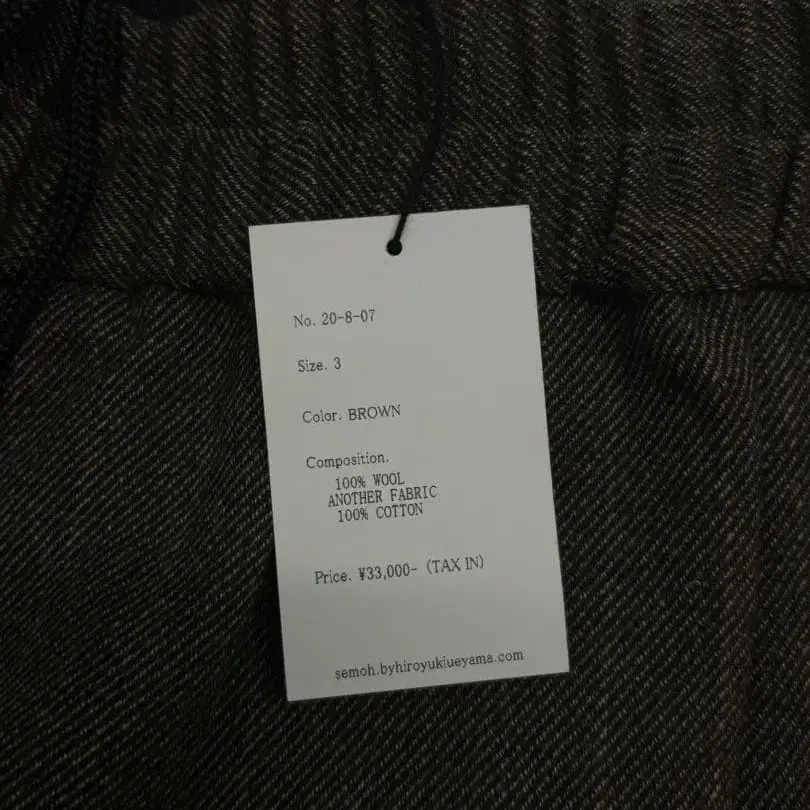 No. 20-8-07
Size. 3
Color. BROWN
Composition.
100% WOOL
ANOTHER FABRIC
100% COTTON
Price. ¥33,000- (TAX IN)
semoh.byhiroyukiueyama.com